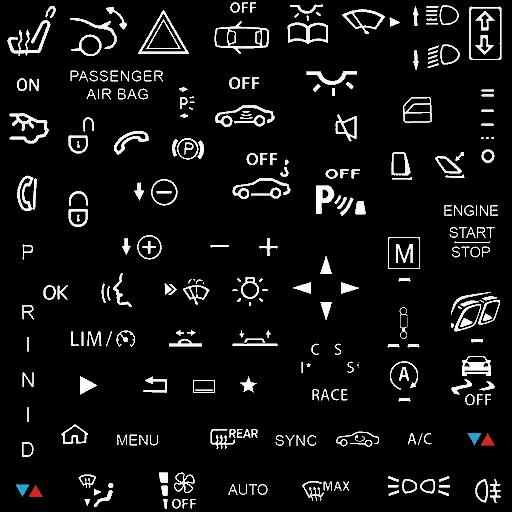 OFF
ON
PASSENGER
AIR BAG
OFF
P
P
OFF
OFF
P
ENGINE
START
STOP
P
M
OK
R
I
LIM /
C S
I* S+
A
N
RACE
OFF
I
REAR
MENU
SYNC
A/C
D
OFF
AUTO
MAX